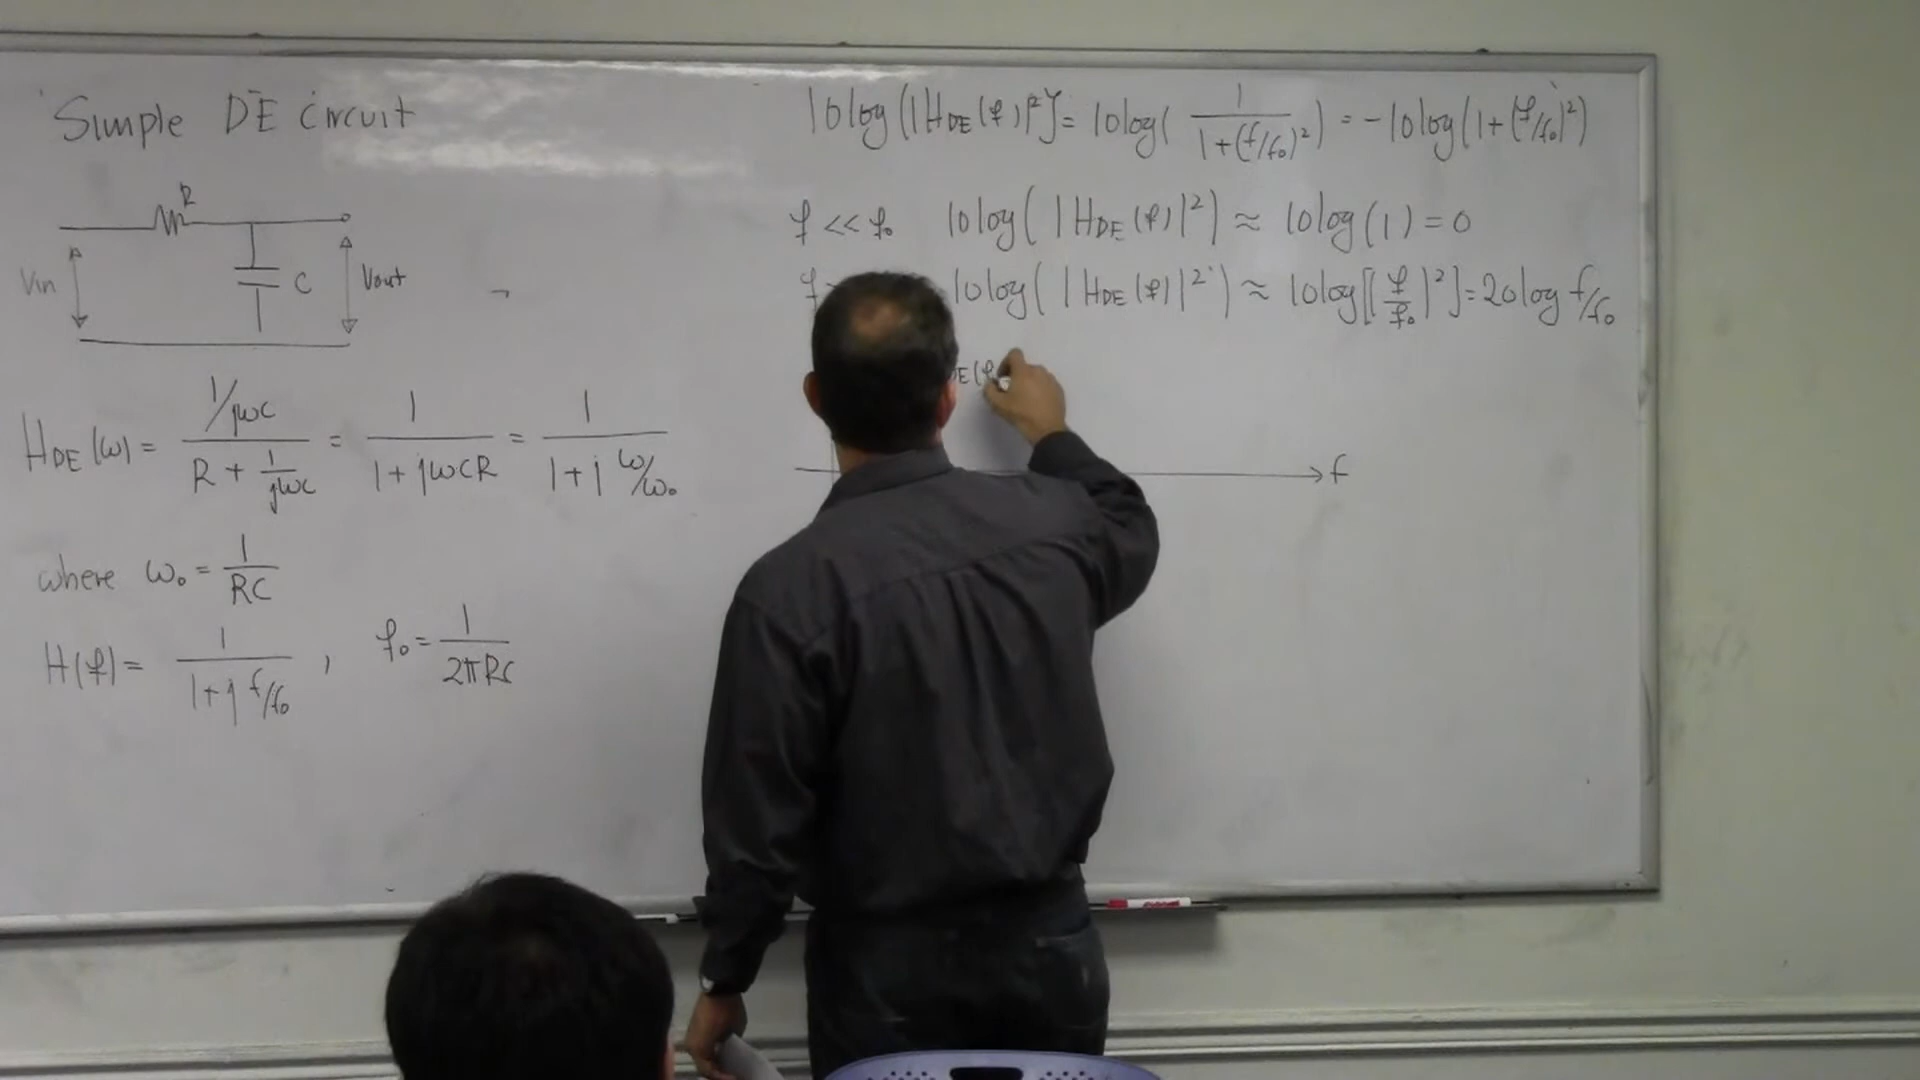 Simple DE circuit
R
Vin
C
Vout
H_DE(ω) = (1/jωC)/(R + 1/jωC) = 1/(1+jωCR) = 1/(1+j ω/ω₀)
where ω₀ = 1/RC
H(f) = 1/(1+j f/f₀) , f₀ = 1/2πRC
10log(|H_DE(f)|²) = 10log(1/(1+(f/f₀)²)) = -10log(1+(f/f₀)²)
f << f₀ 10log(|H_DE(f)|²) ≈ 10log(1) = 0
f 10log(|H_DE(f)|²) ≈ 10log[(f/f₀)²] = 20log f/f₀
E(f
f